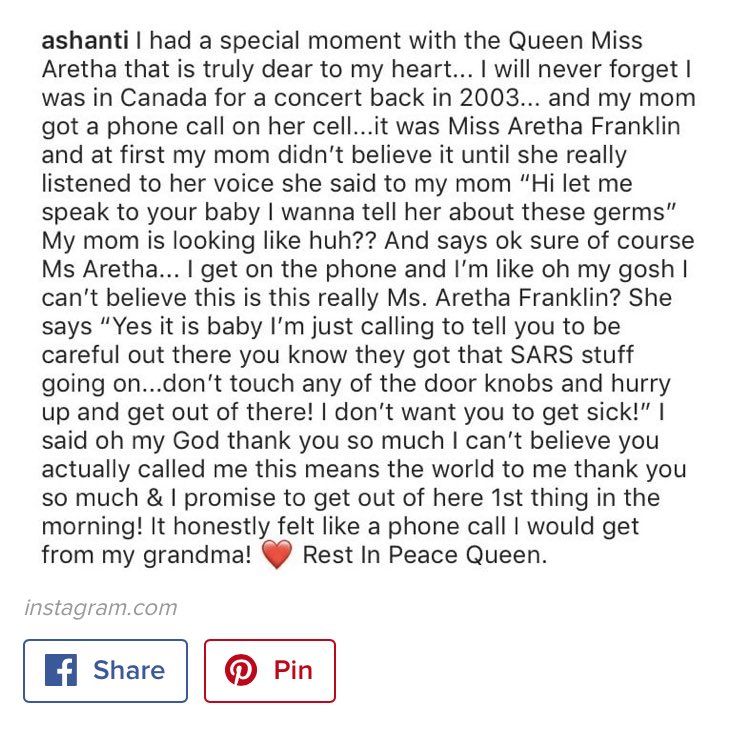 ashanti I had a special moment with the Queen Miss
Aretha that is truly dear to my heart... I will never forget I
was in Canada for a concert back in 2003... and my mom
got a phone call on her cell...it was Miss Aretha Franklin
and at first my mom didn’t believe it until she really
listened to her voice she said to my mom “Hi let me
speak to your baby I wanna tell her about these germs”
My mom is looking like huh?? And says ok sure of course
Ms Aretha... I get on the phone and I’m like oh my gosh I
can’t believe this is this really Ms. Aretha Franklin? She
says “Yes it is baby I’m just calling to tell you to be
careful out there you know they got that SARS stuff
going on...don’t touch any of the door knobs and hurry
up and get out of there! I don’t want you to get sick!” I
said oh my God thank you so much I can’t believe you
actually called me this means the world to me thank you
so much & I promise to get out of here 1st thing in the
morning! It honestly felt like a phone call I would get
from my grandma! ❤️ Rest In Peace Queen.
instagram.com
Share
Pin